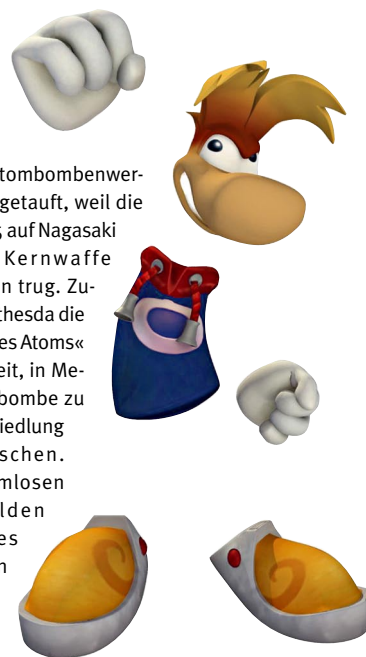 tombombenwer-
getauft, weil die
auf Nagasaki
Kernwaffe
n trug. Zu-
thesda die
es Atoms«
eit, in Me-
bombe zu
iedlung
schen.
mlosen
lden
es
n